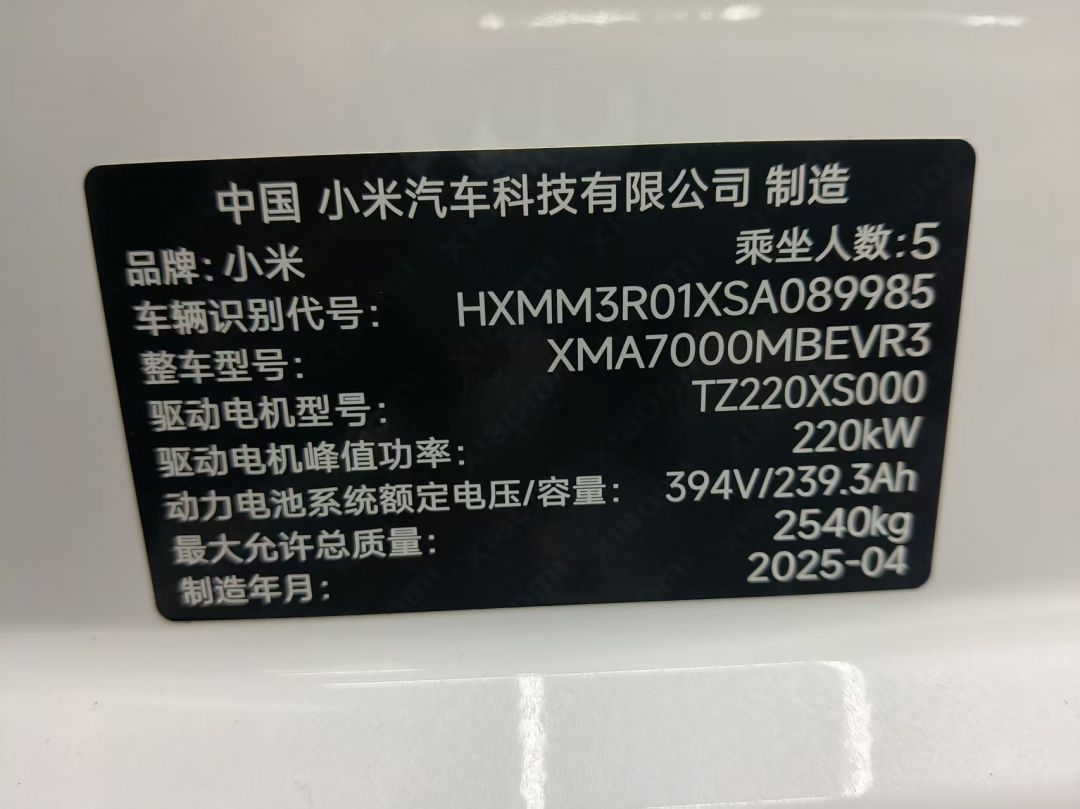 中国 小米汽车科技有限公司 制造
品牌：小米 乘坐人数：5
车辆识别代号： HXMM3R01XSA089985
整车型号： XMA7000MBEVR3
驱动电机型号： TZ220XS000
驱动电机峰值功率： 220kW
动力电池系统额定电压/容量： 394V/239.3Ah
最大允许总质量： 2540kg
制造年月： 2025-04